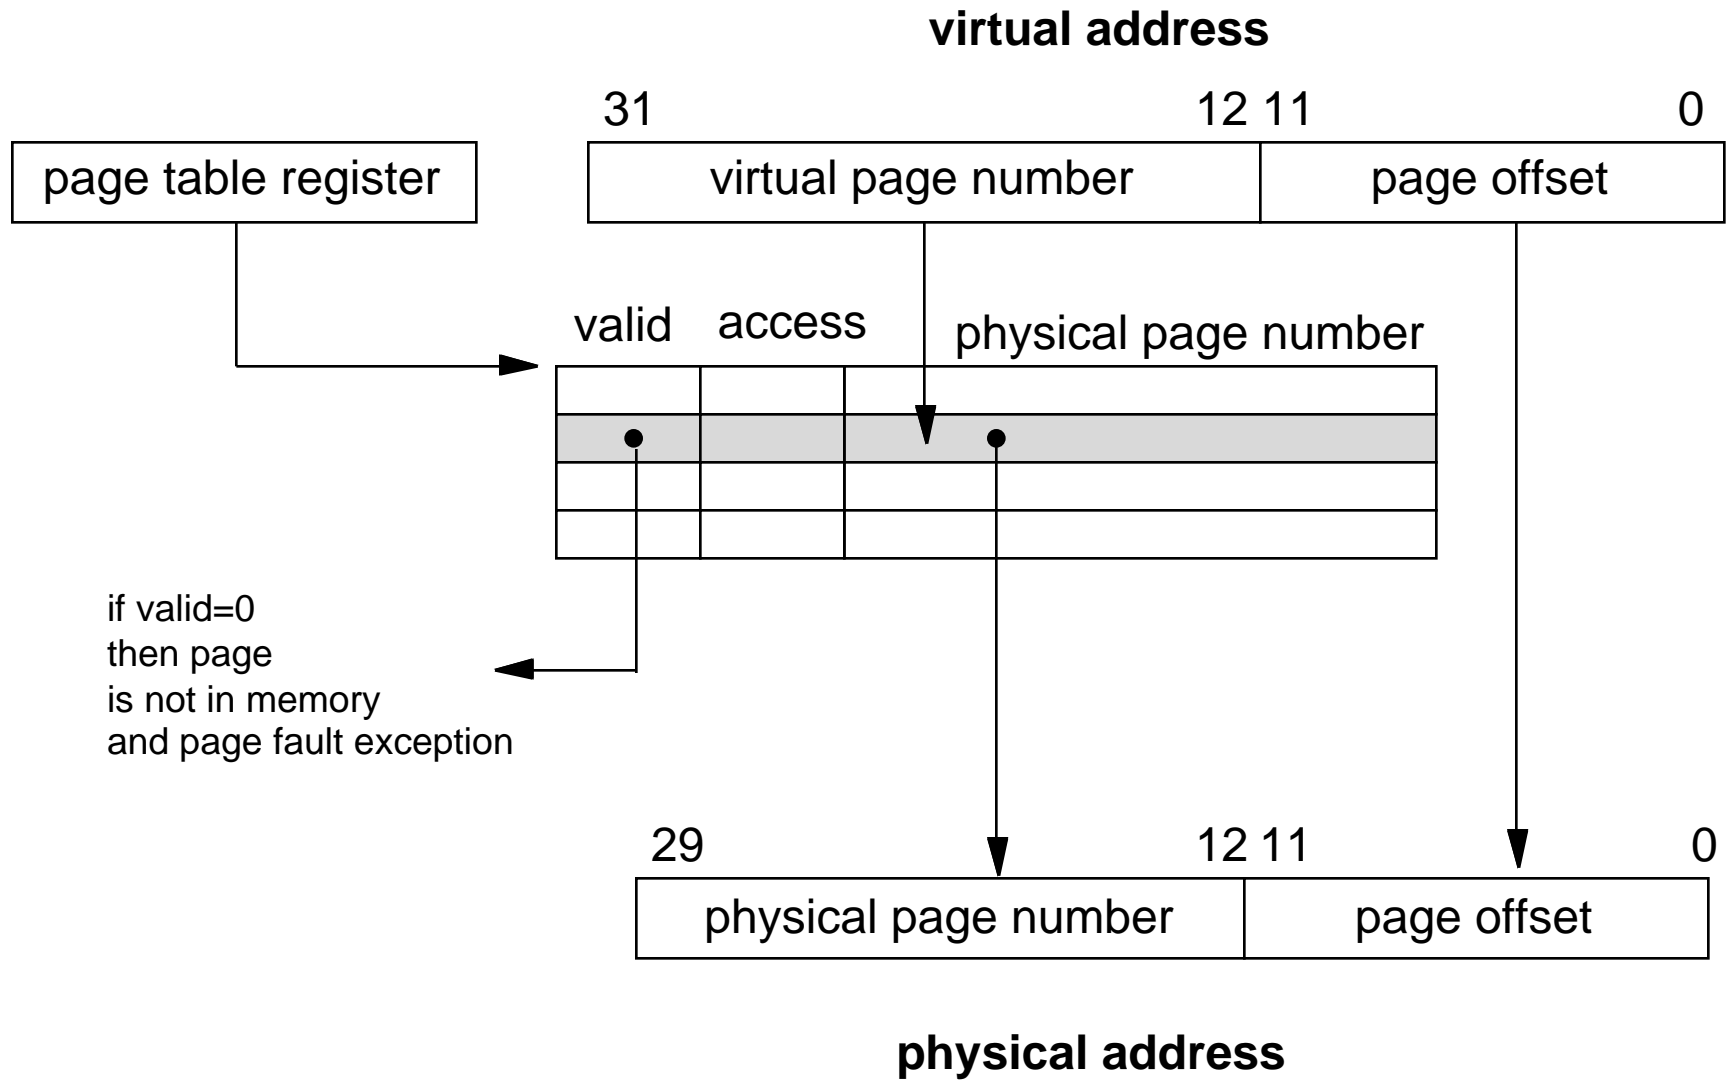 virtual address
31 12 11 0
page table register
virtual page number
page offset
valid access physical page number
if valid=0
then page
is not in memory
and page fault exception
29 12 11 0
physical page number
page offset
physical address